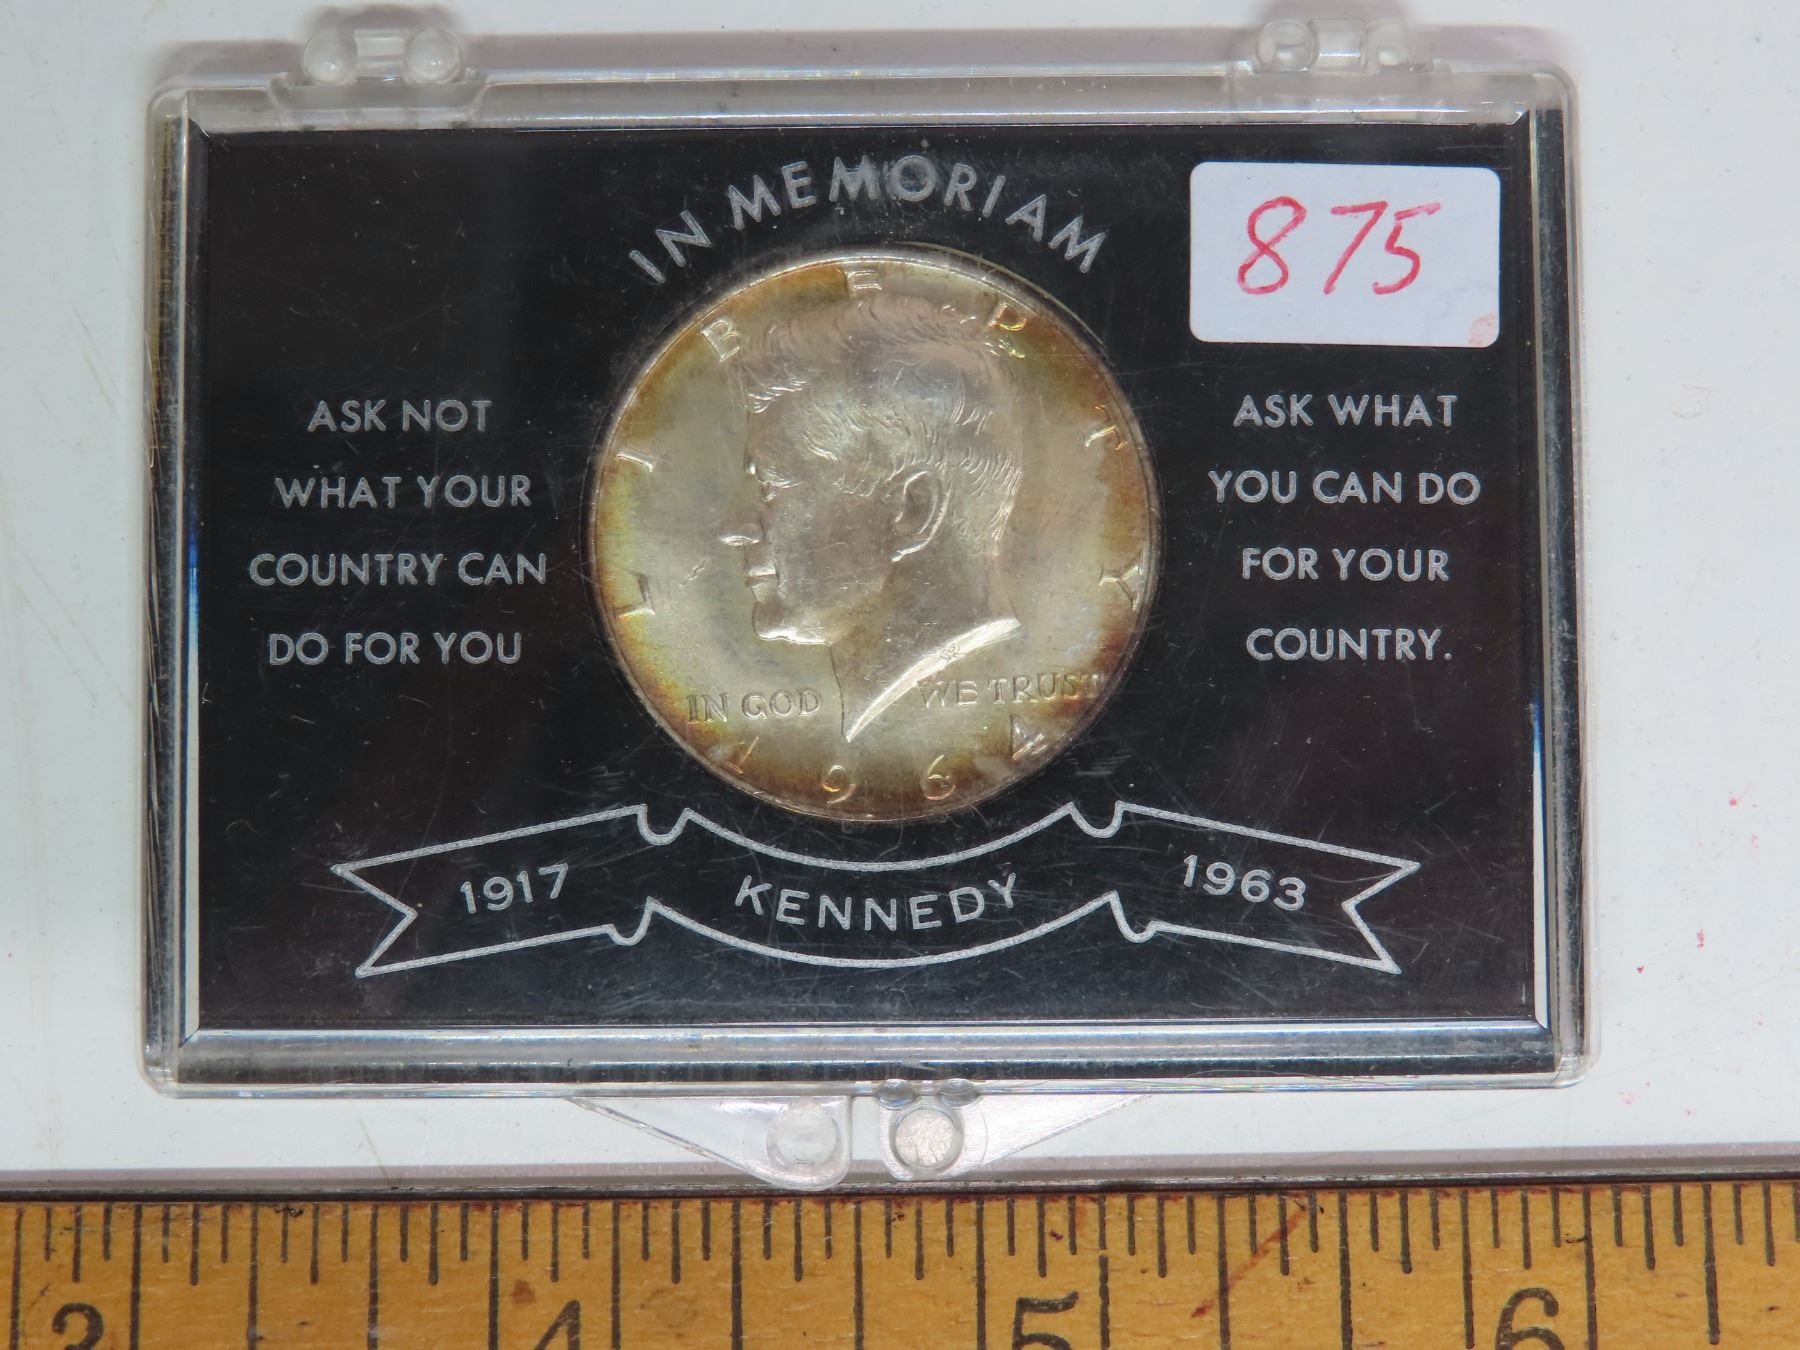 IN MEMORIAM
875
ASK NOT
WHAT YOUR
COUNTRY CAN
DO FOR YOU
LIBERTY
IN GOD WE TRUST
1964
ASK WHAT
YOU CAN DO
FOR YOUR
COUNTRY.
1917 KENNEDY 1963
3 4 5 6